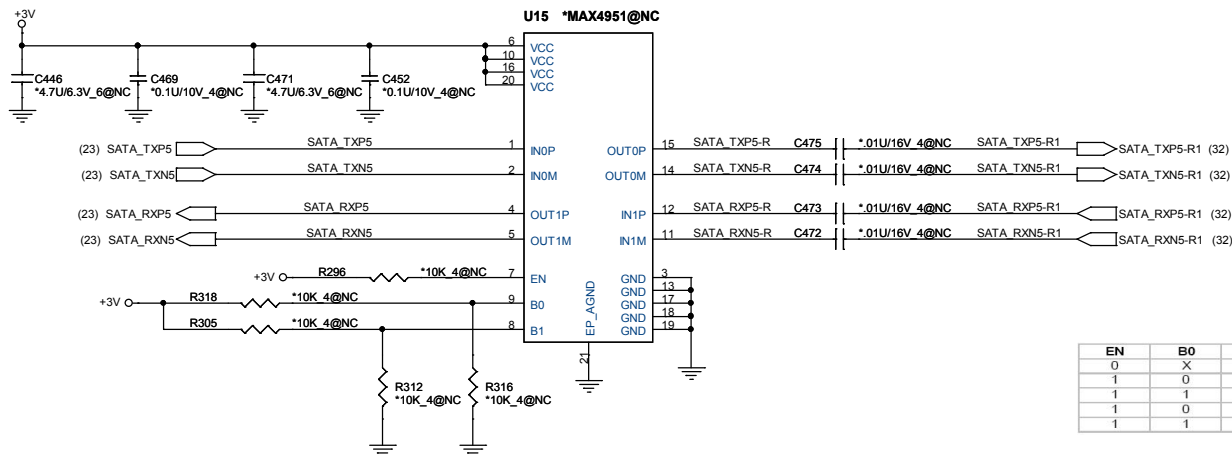 U15 *MAX4951@NC
+3V
C446
*4.7U/6.3V_6@NC
C469
*0.1U/10V_4@NC
C471
*4.7U/6.3V_6@NC
C452
*0.1U/10V_4@NC
6 VCC
10 VCC
16 VCC
20 VCC
(23) SATA_TXP5 SATA_TXP5 1 IN0P OUT0P 15 SATA_TXP5-R C475 *.01U/16V_4@NC SATA_TXP5-R1 SATA_TXP5-R1 (32)
(23) SATA_TXN5 SATA_TXN5 2 IN0M OUT0M 14 SATA_TXN5-R C474 *.01U/16V_4@NC SATA_TXN5-R1 SATA_TXN5-R1 (32)
(23) SATA_RXP5 SATA_RXP5 4 OUT1P IN1P 12 SATA_RXP5-R C473 *.01U/16V_4@NC SATA_RXP5-R1 SATA_RXP5-R1 (32)
(23) SATA_RXN5 SATA_RXN5 5 OUT1M IN1M 11 SATA_RXN5-R C472 *.01U/16V_4@NC SATA_RXN5-R1 SATA_RXN5-R1 (32)
+3V R296 *10K_4@NC 7 EN GND 3
GND 13
+3V R318 *10K_4@NC 9 B0 GND 17
GND 18
R305 *10K_4@NC 8 B1 GND 19
EP_AGND
21
R312
*10K_4@NC
R316
*10K_4@NC
EN B0
0 X
1 0
1 1
1 0
1 1